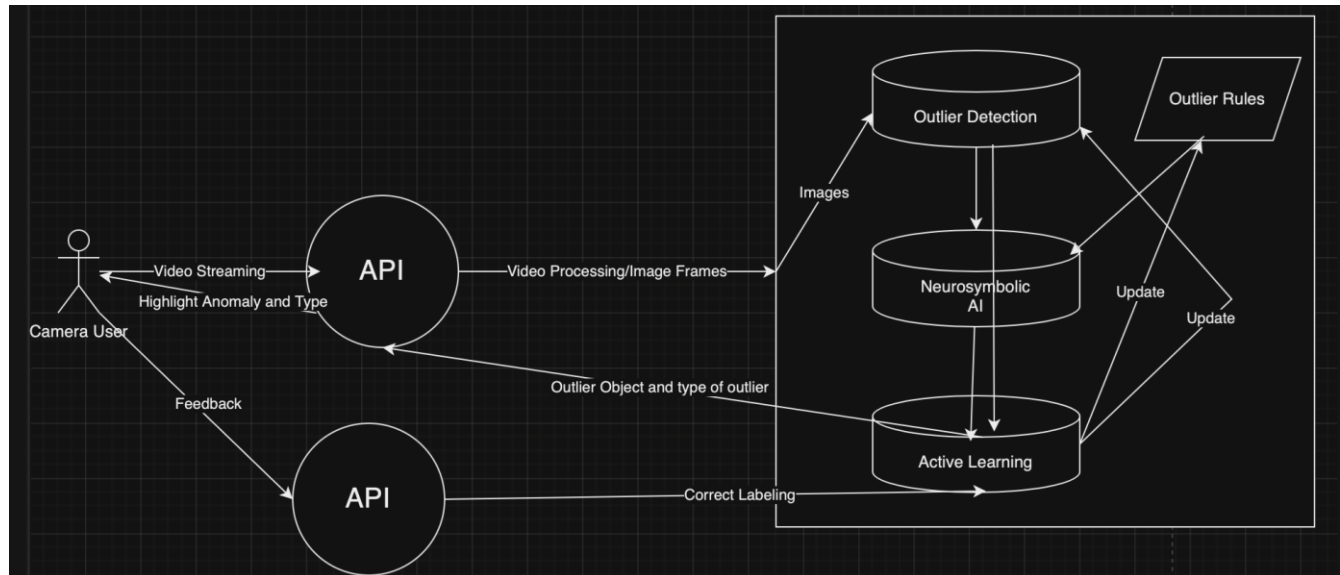 Outlier Detection
Outlier Rules
Images
API
Video Streaming
Video Processing/Image Frames
Highlight Anomaly and Type
Neurosymbolic
AI
Update
Update
Camera User
Outlier Object and type of outlier
Feedback
Active Learning
API
Correct Labeling